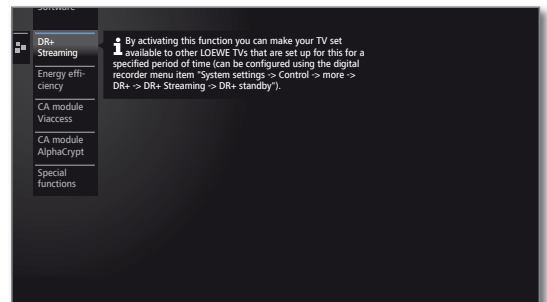 Software
DR+
Streaming
i By activating this function you can make your TV set
available to other LOEWE TVs that are set up for this for a
specified period of time (can be configured using the digital
recorder menu item "System settings -> Control -> more ->
DR+ -> DR+ Streaming -> DR+ standby").
Energy effi-
ciency
CA module
Viaccess
CA module
AlphaCrypt
Special
functions